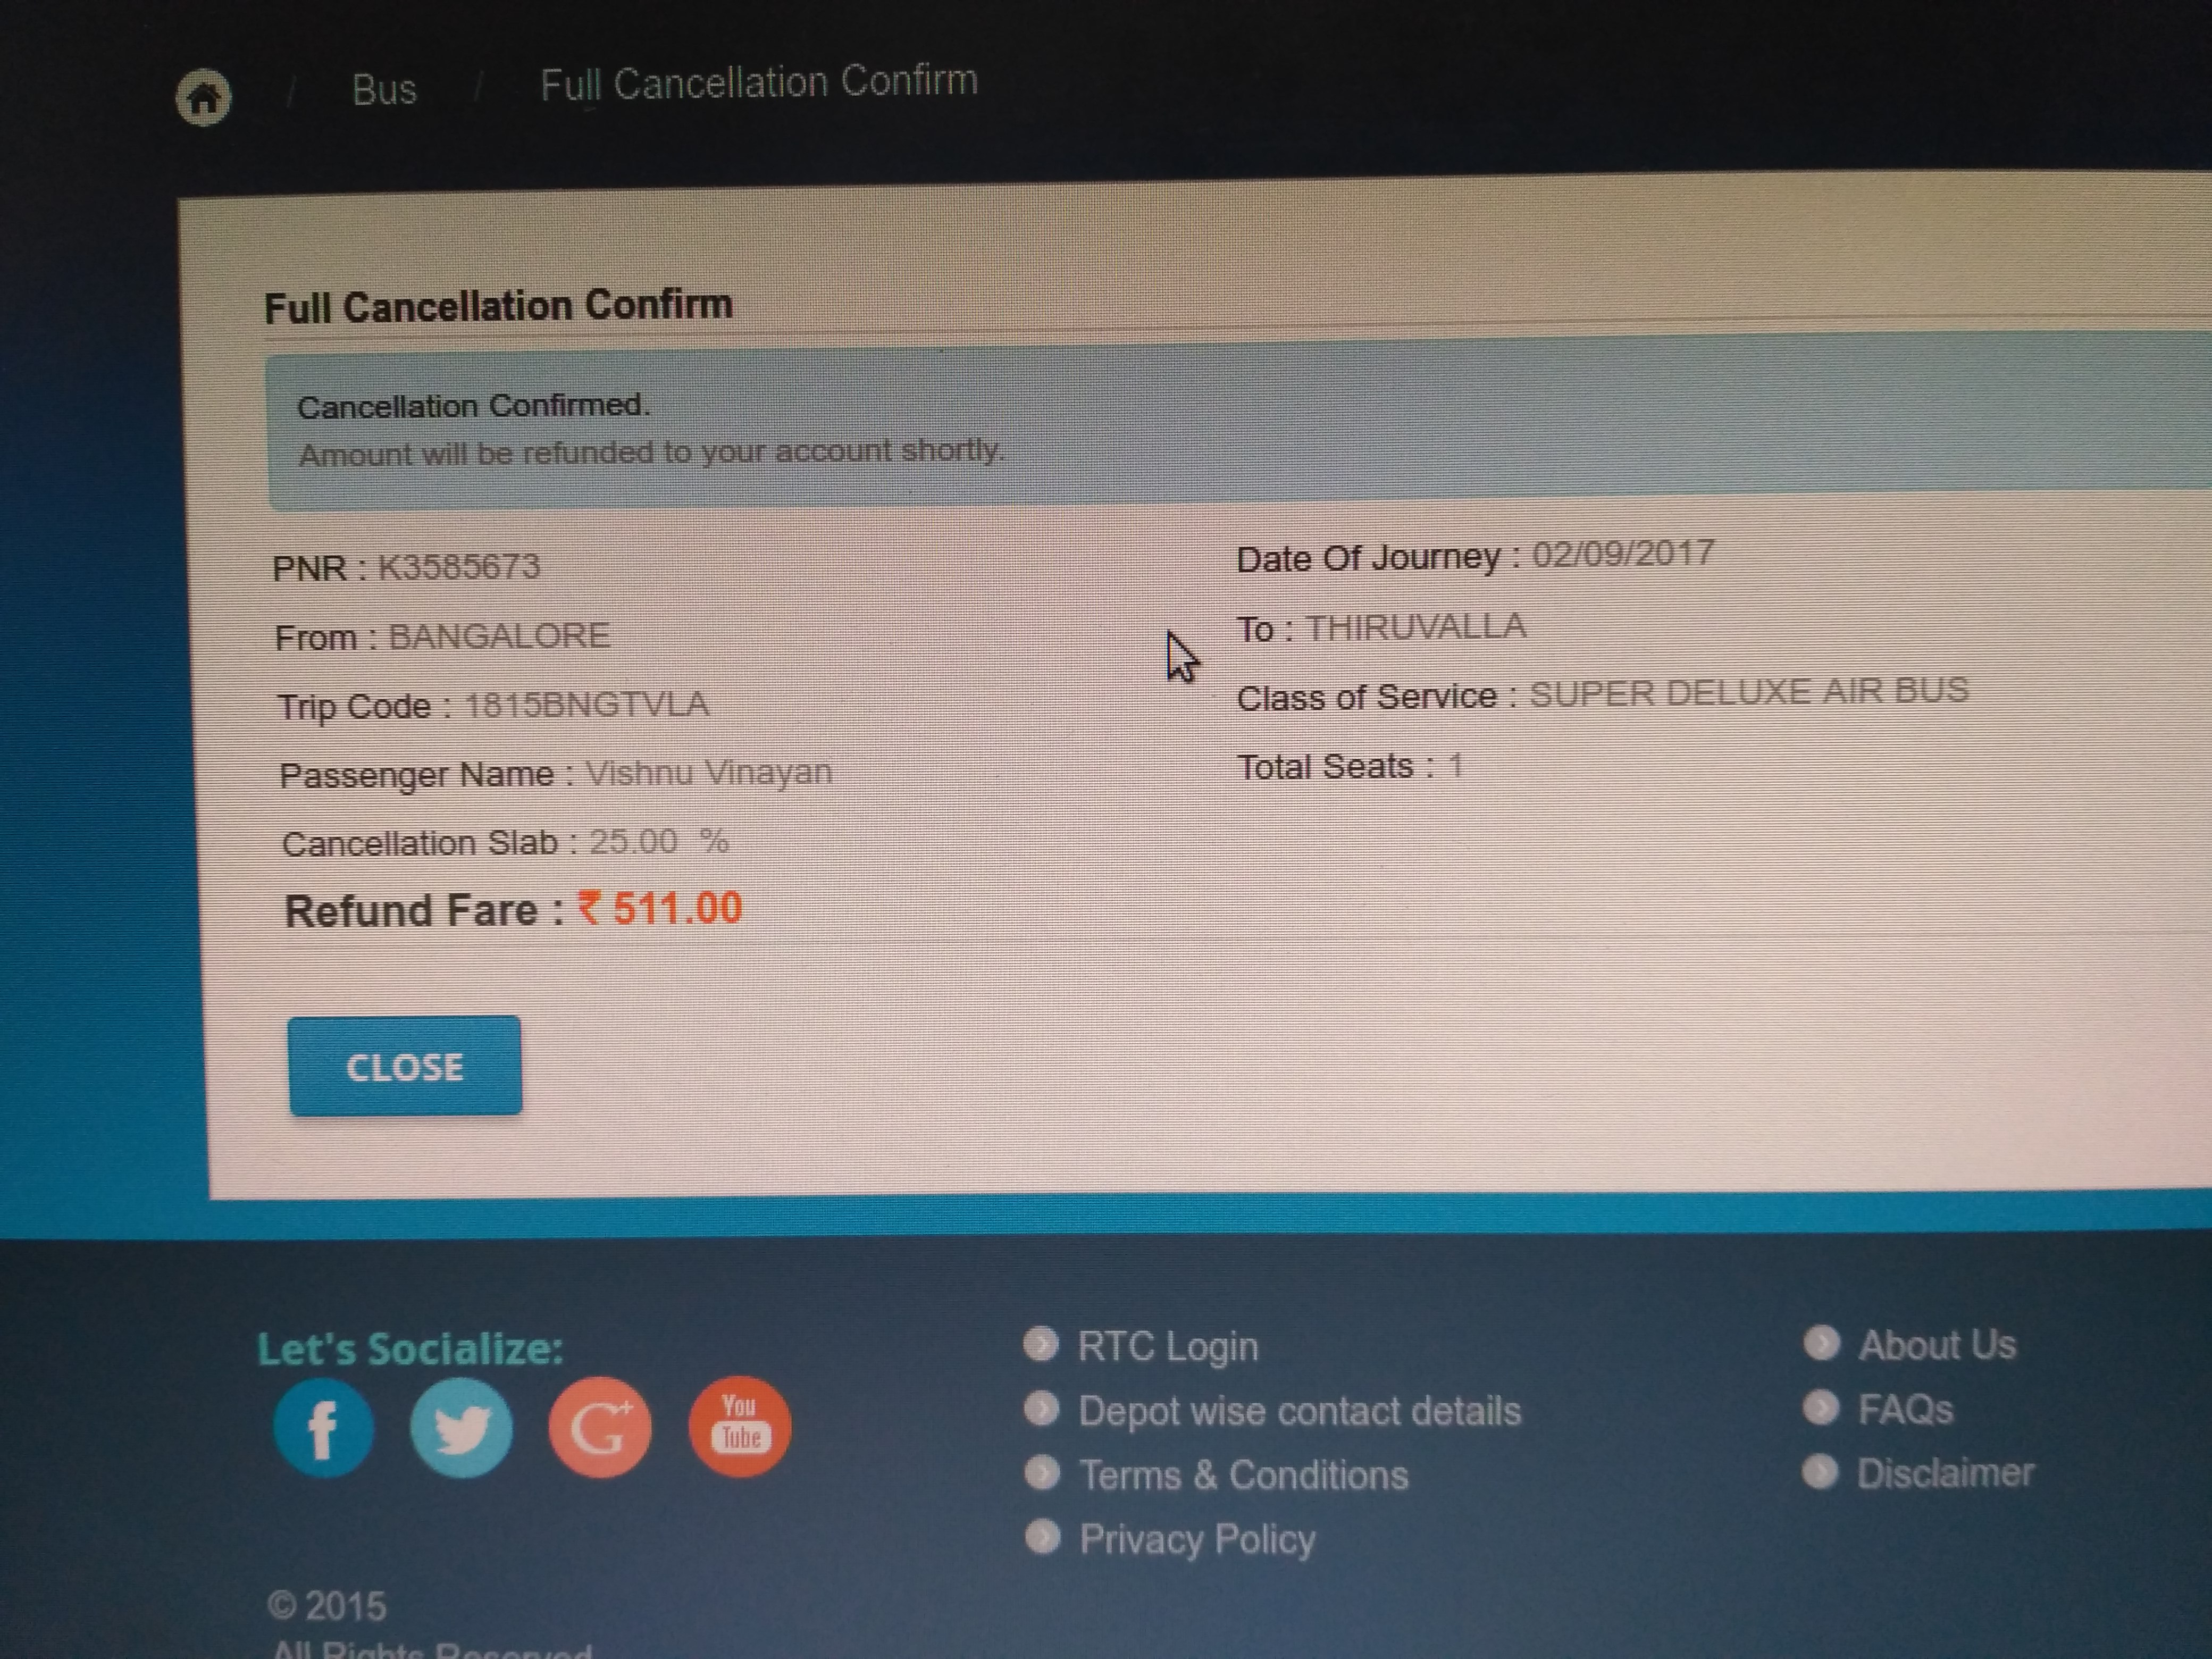 / Bus / Full Cancellation Confirm
Full Cancellation Confirm
Cancellation Confirmed.
Amount will be refunded to your account shortly.
PNR : K3585673
Date Of Journey : 02/09/2017
From : BANGALORE
To : THIRUVALLA
Trip Code : 1815BNGTVLA
Class of Service : SUPER DELUXE AIR BUS
Passenger Name : Vishnu Vinayan
Total Seats : 1
Cancellation Slab : 25.00 %
Refund Fare : ₹ 511.00
CLOSE
Let's Socialize:
f
G+
You
Tube
RTC Login
Depot wise contact details
Terms & Conditions
Privacy Policy
About Us
FAQs
Disclaimer
© 2015
All Rights Reserved